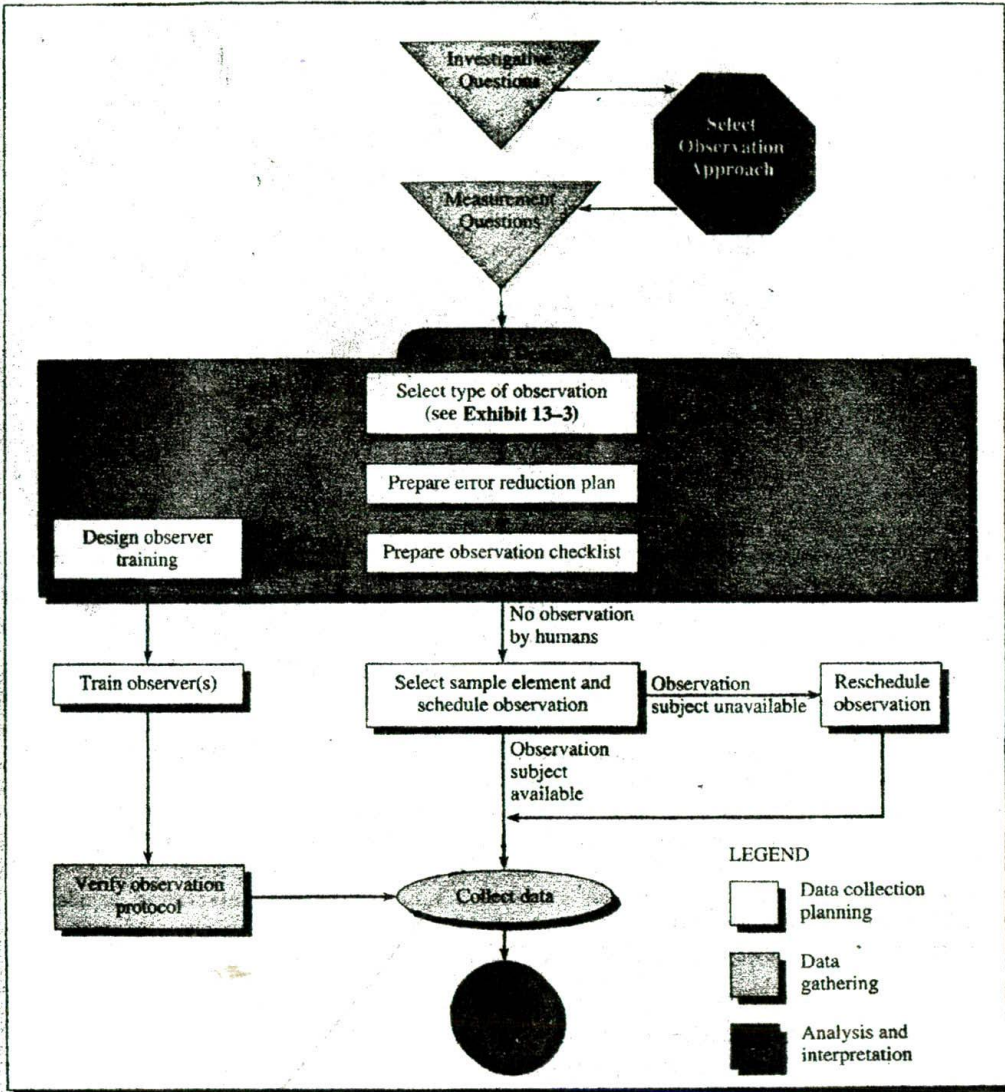 Investigative
Questions
Select
Observation
Approach
Measurement
Questions
Select type of observation
(see Exhibit 13–3)
Prepare error reduction plan
Design observer
training
Prepare observation checklist
No observation
by humans
Train observer(s)
Select sample element and
schedule observation
Observation
subject unavailable
Reschedule
observation
Observation
subject
available
Verify observation
protocol
Collect data
LEGEND
Data collection
planning
Data
gathering
Analysis and
interpretation